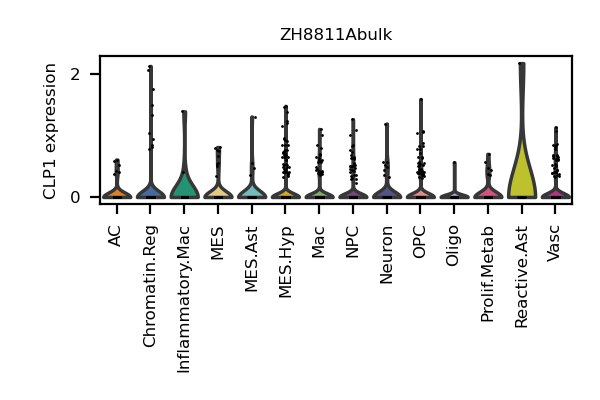 ZH8811Abulk
CLP1 expression
2
0
AC
Chromatin.Reg
Inflammatory.Mac
MES
MES.Ast
MES.Hyp
Mac
NPC
Neuron
OPC
Oligo
Prolif.Metab
Reactive.Ast
Vasc